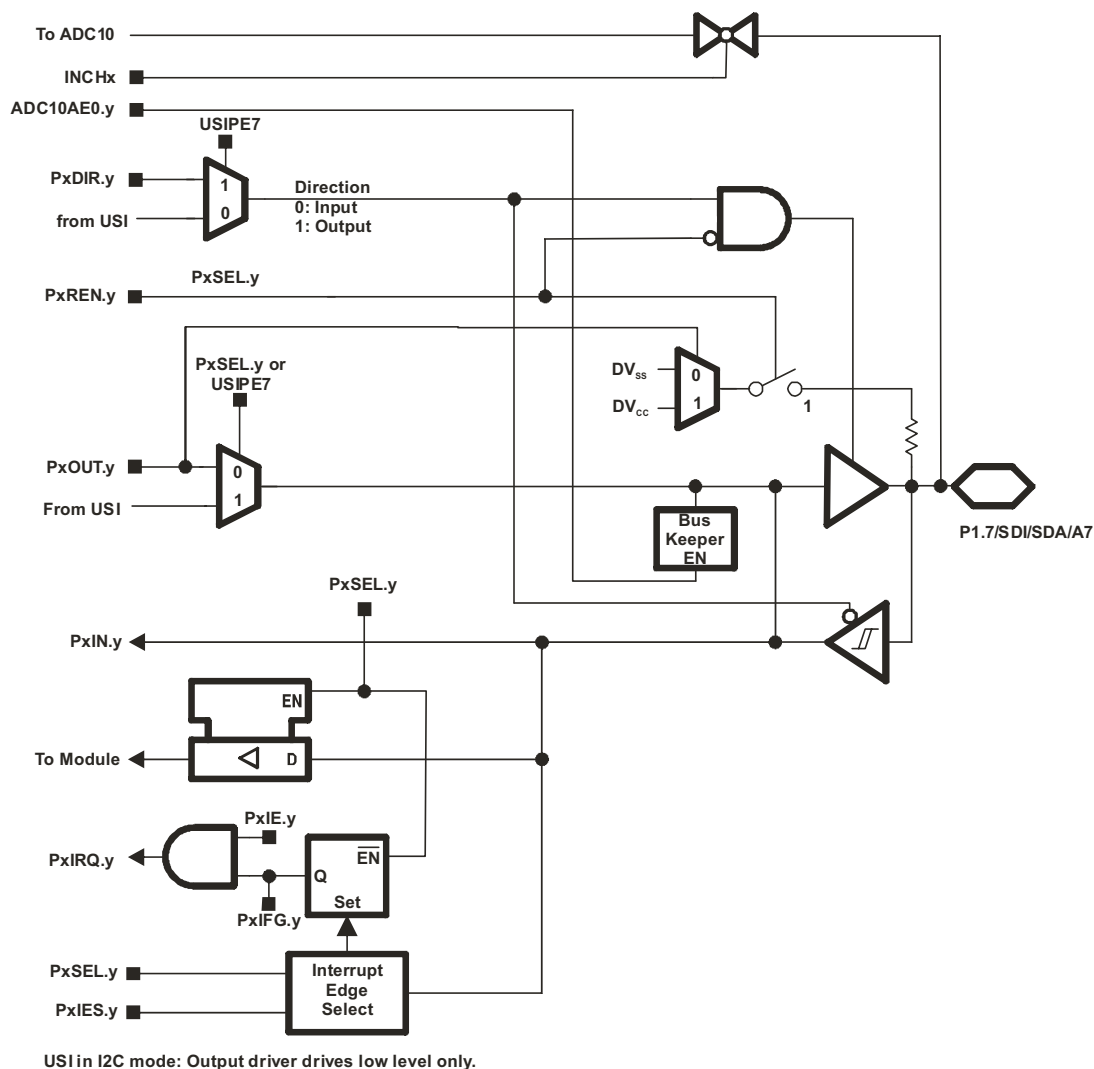 To ADC10
INCHx
ADC10AE0.y
USIPE7
PxDIR.y
1
from USI
0
Direction
0: Input
1: Output
PxSEL.y
PxREN.y
PxSEL.y or
USIPE7
DVSS
0
DVCC
1
1
PxOUT.y
0
From USI
1
Bus
Keeper
EN
P1.7/SDI/SDA/A7
PxSEL.y
PxIN.y
EN
To Module
D
PxIE.y
PxIRQ.y
EN
Q
Set
PxIFG.y
PxSEL.y
PxIES.y
Interrupt
Edge
Select
USI in I2C mode: Output driver drives low level only.